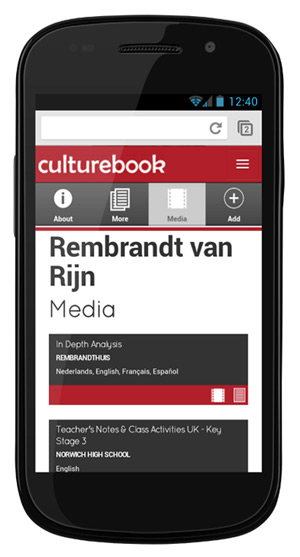 12:40
2
culturebook
About More Media Add
Rembrandt van
Rijn
Media
In Depth Analysis
REMBRANDTHUIS
Nederlands, English, Français, Español
Teacher's Notes & Class Activities UK - Key
Stage 3
NORWICH HIGH SCHOOL
English